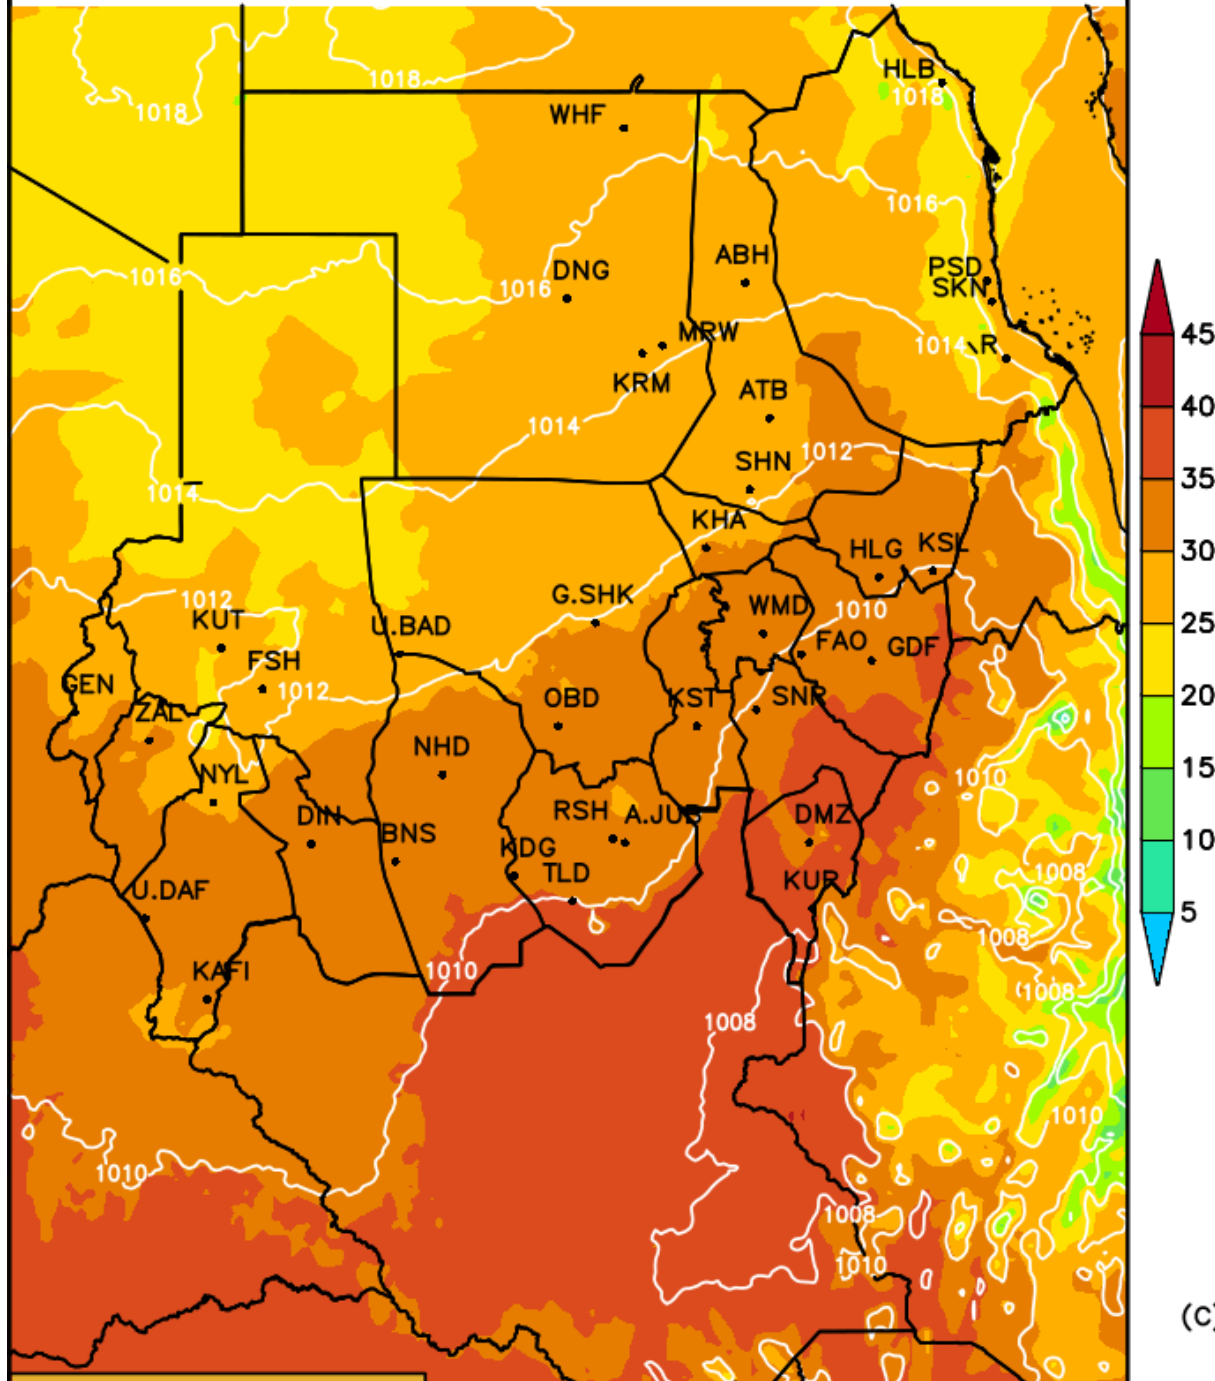 HLB
1018
1018
1018
WHF
1016
ABH
PSD
DNG
1016
1016
SKN
MRW
1014
R
45
KRM
ATB
40
1014
SHN
1012
35
1014
KHA
HLG
KSL
30
G.SHK
1012
WMD
1010
KUT
U.BAD
25
FAO
GDF
FSH
GEN
1012
OBD
KST
SNR
20
ZAL
NHD
NYL
1010
15
RSH
A.JUB
DMZ
DIN
BNS
10
KDG
TLD
1008
KUR
U.DAF
5
1008
KAFI
1010
1008
1008
1010
1010
1008
1010
(C)